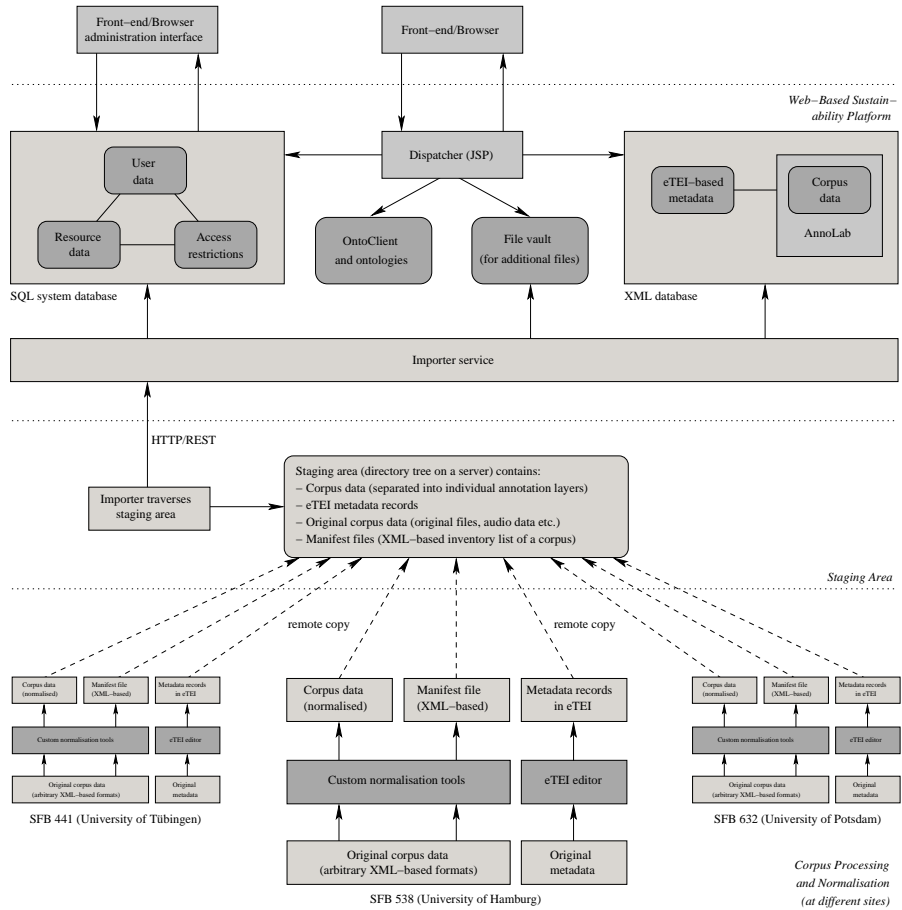 Front−end/Browser
administration interface
Front−end/Browser
Web−Based Sustain−
ability Platform
User
data
Resource
data
Access
restrictions
SQL system database
Dispatcher (JSP)
OntoClient
and ontologies
File vault
(for additional files)
eTEI−based
metadata
Corpus
data
AnnoLab
XML database
Importer service
HTTP/REST
Importer traverses
staging area
Staging area (directory tree on a server) contains:
− Corpus data (separated into individual annotation layers)
− eTEI metadata records
− Original corpus data (original files, audio data etc.)
− Manifest files (XML−based inventory list of a corpus)
Staging Area
remote copy
remote copy
Corpus data
(normalised)
Manifest file
(XML−based)
Metadata records
in eTEI
Custom normalisation tools
eTEI editor
Original corpus data
(arbitrary XML−based formats)
Original
metadata
SFB 441 (University of Tübingen)
Corpus data
(normalised)
Manifest file
(XML−based)
Metadata records
in eTEI
Custom normalisation tools
eTEI editor
Original corpus data
(arbitrary XML−based formats)
Original
metadata
SFB 538 (University of Hamburg)
Corpus data
(normalised)
Manifest file
(XML−based)
Metadata records
in eTEI
Custom normalisation tools
eTEI editor
Original corpus data
(arbitrary XML−based formats)
Original
metadata
SFB 632 (University of Potsdam)
Corpus Processing
and Normalisation
(at different sites)